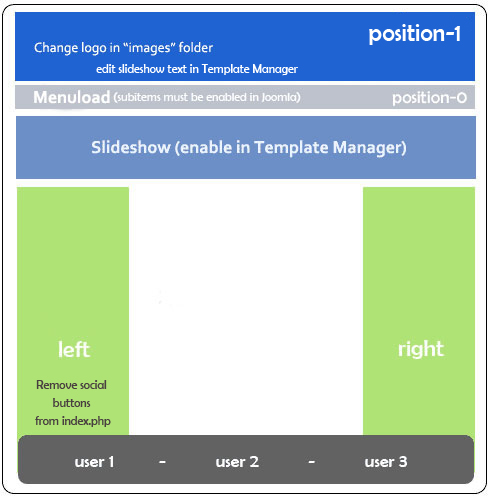 position-1
Change logo in “images” folder
edit slideshow text in Template Manager
Menuload (subitems must be enabled in Joomla) position-0
Slideshow (enable in Template Manager)
left
right
Remove social
buttons
from index.php
user 1 - user 2 - user 3